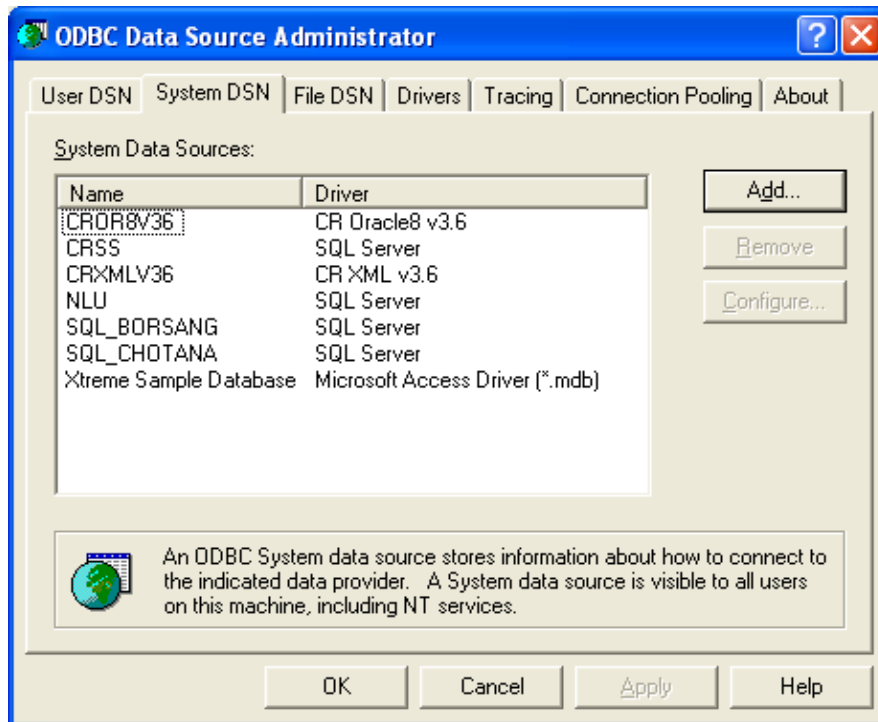 ODBC Data Source Administrator
User DSN System DSN File DSN Drivers Tracing Connection Pooling About
System Data Sources:
Name Driver
CROR8V36 CR Oracle8 v3.6
CRSS SQL Server
CRXMLV36 CR XML v3.6
NLU SQL Server
SQL_BORSANG SQL Server
SQL_CHOTANA SQL Server
Xtreme Sample Database Microsoft Access Driver (*.mdb)
Add...
Remove
Configure...
An ODBC System data source stores information about how to connect to
the indicated data provider. A System data source is visible to all users
on this machine, including NT services.
OK Cancel Apply Help